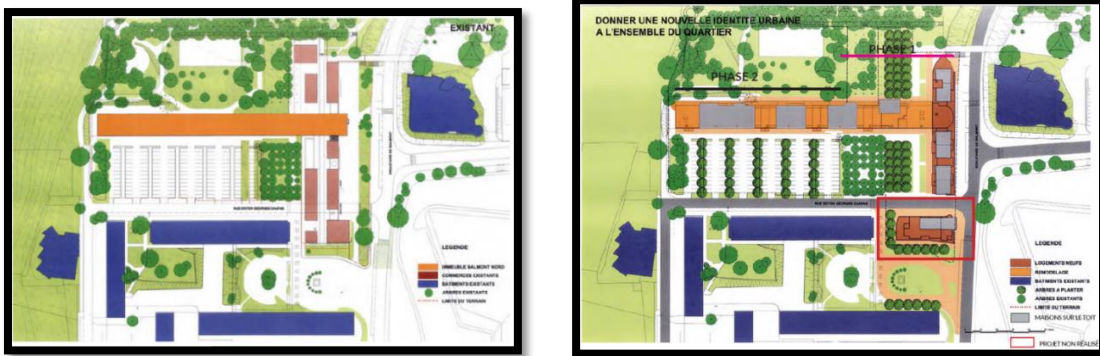 EXISTANT
LEGENDE
IMMEUBLE BALMONT NORD
COMMERCES EXISTANTS
BATIMENTS EXISTANTS
ARBRES EXISTANTS
LIMITE DU TERRAIN
DONNER UNE NOUVELLE IDENTITE URBAINE
A L'ENSEMBLE DU QUARTIER
PHASE 1
PHASE 2
LEGENDE
LOGEMENTS NEUFS
REMODELAGE
BATIMENTS EXISTANTS
ARBRES A PLANTER
ARBRES EXISTANTS
LIMITE DU TERRAIN
MAISONS SUR LE TOIT
PROJET NON RÉALISÉ